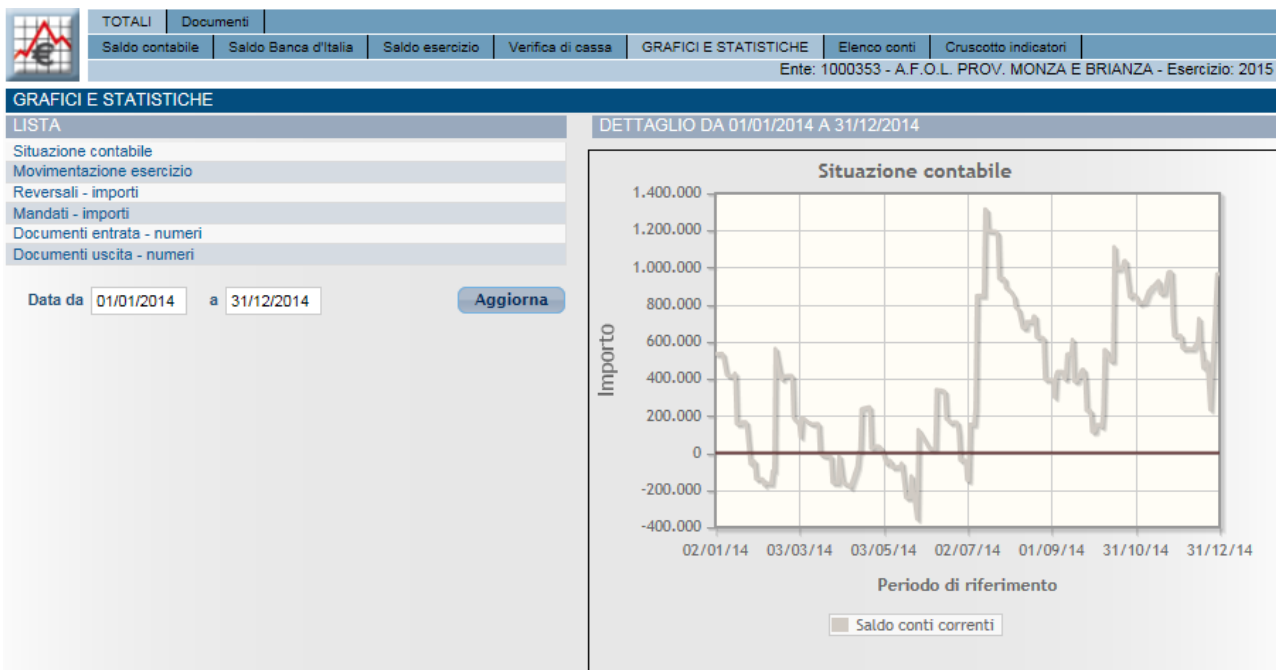 TOTALI Documenti
Saldo contabile Saldo Banca d'Italia Saldo esercizio Verifica di cassa GRAFICI E STATISTICHE Elenco conti Cruscotto indicatori
Ente: 1000353 - A.F.O.L. PROV. MONZA E BRIANZA - Esercizio: 2015
GRAFICI E STATISTICHE
LISTA
Situazione contabile
Movimentazione esercizio
Reversali - importi
Mandati - importi
Documenti entrata - numeri
Documenti uscita - numeri
Data da 01/01/2014 a 31/12/2014 Aggiorna
DETTAGLIO DA 01/01/2014 A 31/12/2014
Situazione contabile
1.400.000
1.200.000
1.000.000
800.000
600.000
400.000
200.000
0
-200.000
-400.000
Importo
02/01/14 03/03/14 03/05/14 02/07/14 01/09/14 31/10/14 31/12/14
Periodo di riferimento
Saldo conti correnti